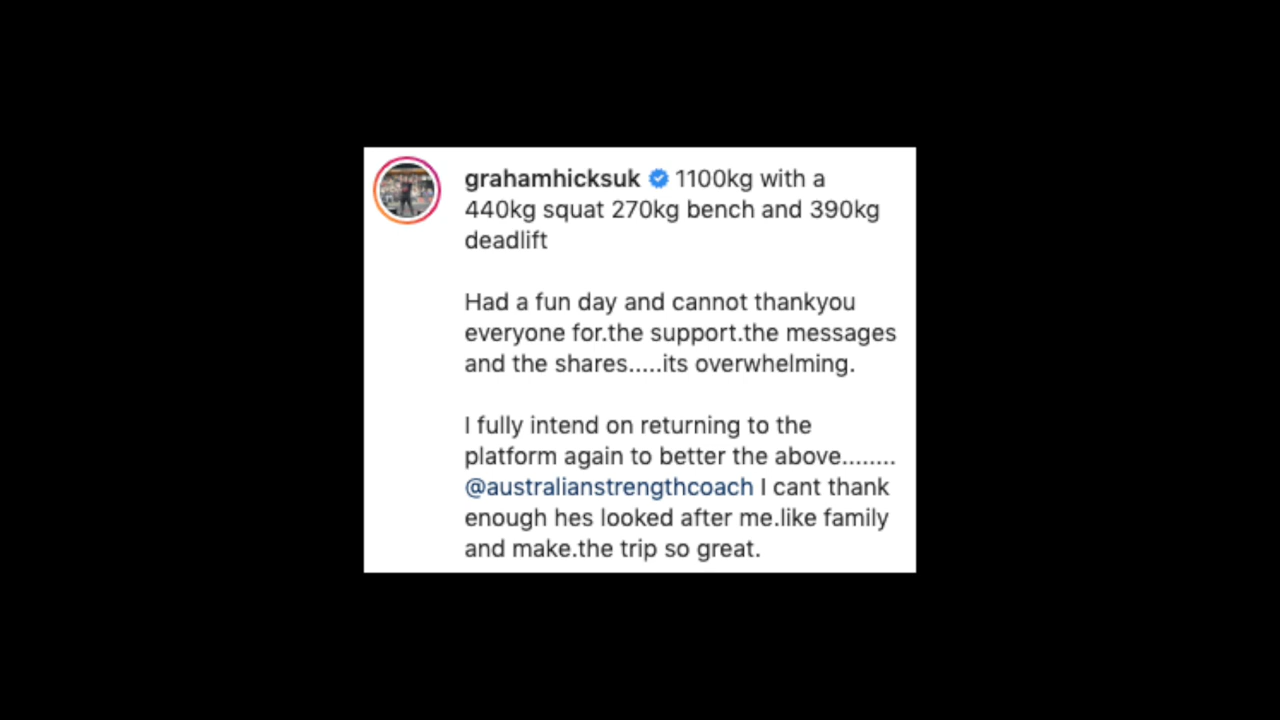 grahamhicksuk 1100kg with a
440kg squat 270kg bench and 390kg
deadlift
Had a fun day and cannot thankyou
everyone for.the support.the messages
and the shares.....its overwhelming.
I fully intend on returning to the
platform again to better the above........
@australianstrengthcoach I cant thank
enough hes looked after me.like family
and make.the trip so great.